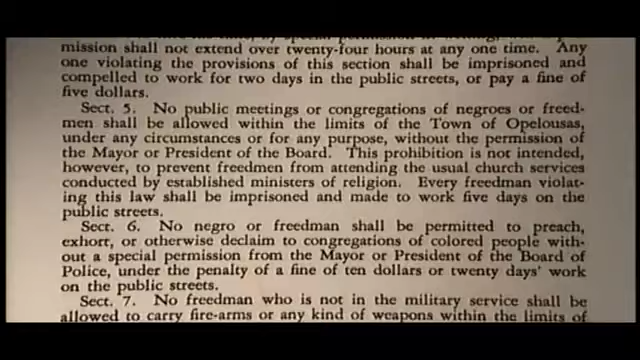 mission shall not extend over twenty-four hours at any one time. Any
one violating the provisions of this section shall be imprisoned and
compelled to work for two days in the public streets, or pay a fine of
five dollars.
Sect. 5. No public meetings or congregations of negroes or freed-
men shall be allowed within the limits of the Town of Opelousas,
under any circumstances or for any purpose, without the permission of
the Mayor or President of the Board. This prohibition is not intended,
however, to prevent freedmen from attending the usual church services
conducted by established ministers of religion. Every freedman violat-
ing this law shall be imprisoned and made to work five days on the
public streets.
Sect. 6. No negro or freedman shall be permitted to preach,
exhort, or otherwise declaim to congregations of colored people with-
out a special permission from the Mayor or President of the Board of
Police, under the penalty of a fine of ten dollars or twenty days' work
on the public streets.
Sect. 7. No freedman who is not in the military service shall be
allowed to carry fire-arms or any kind of weapons within the limits of